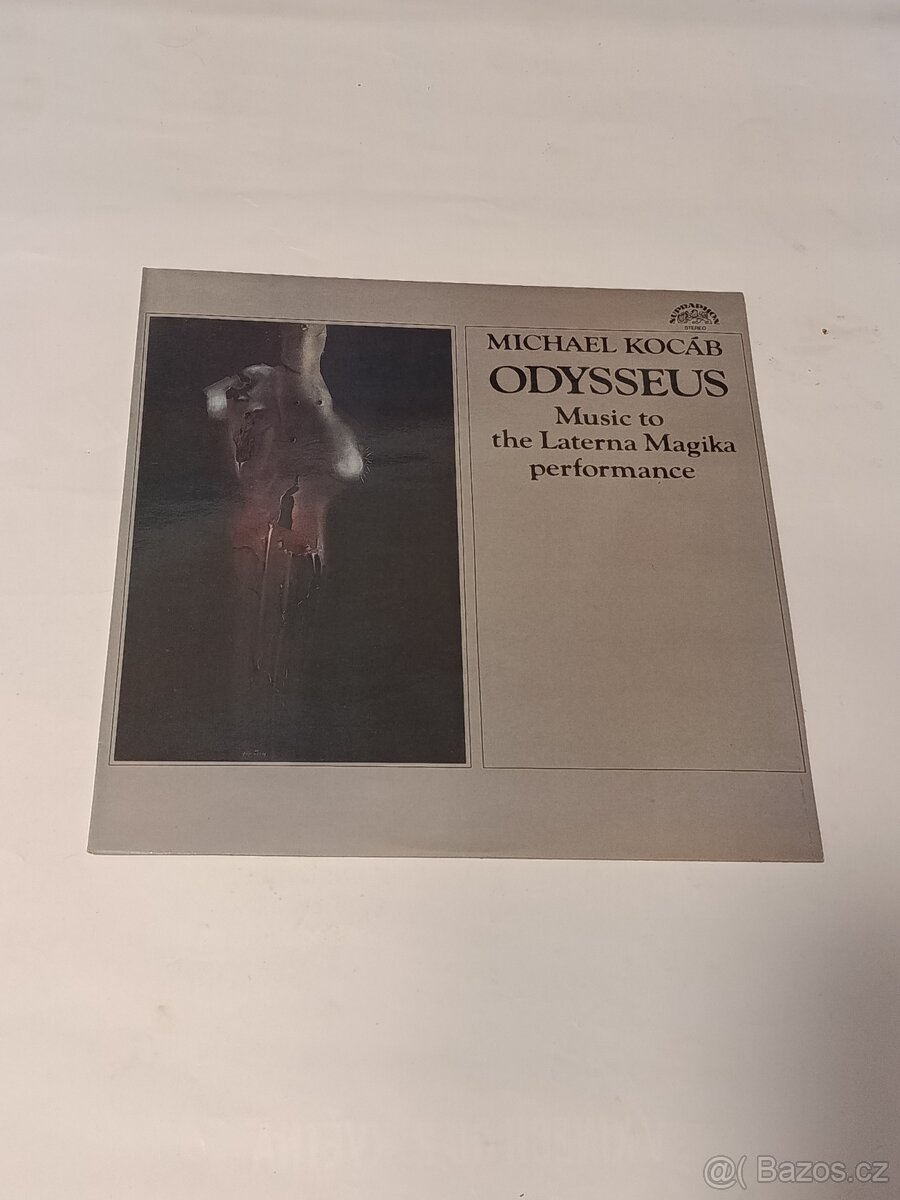 SUPRAPHON
STEREO
MICHAEL KOCÁB
ODYSSEUS
Music to
the Laterna Magika
performance
@( Bazos.cz